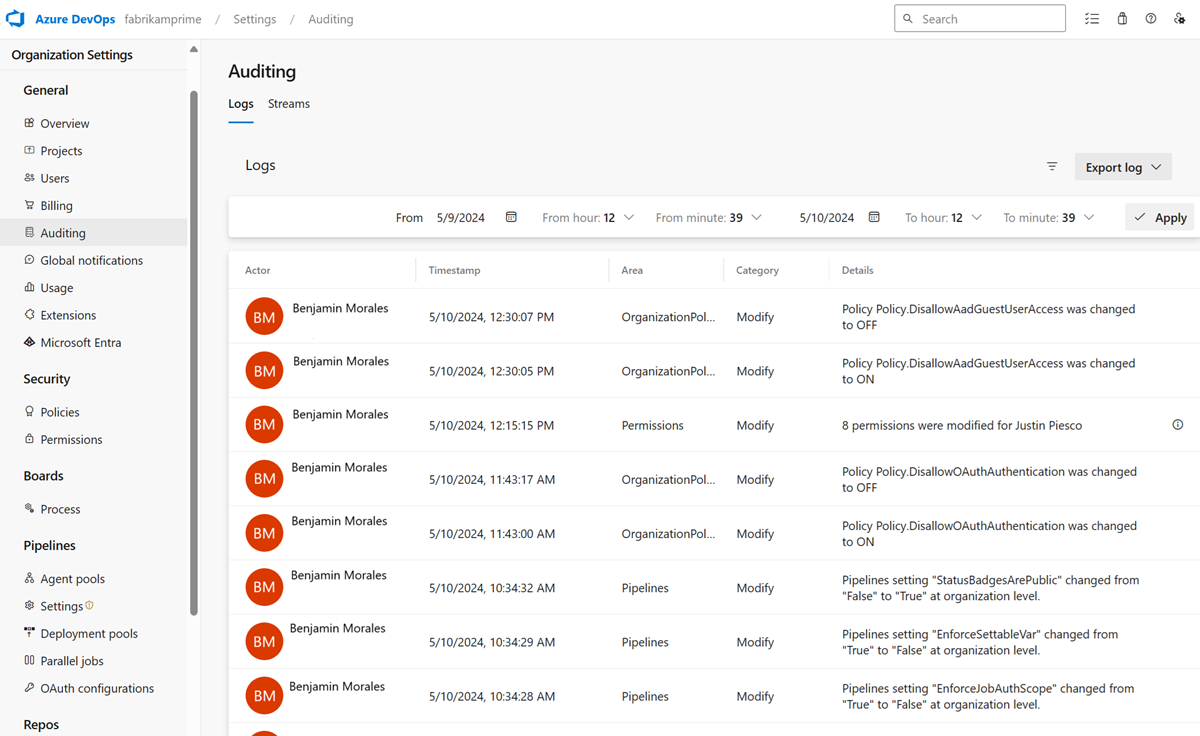 Azure DevOps fabrikamprime / Settings / Auditing Search
Organization Settings
General
Overview
Projects
Users
Billing
Auditing
Global notifications
Usage
Extensions
Microsoft Entra
Security
Policies
Permissions
Boards
Process
Pipelines
Agent pools
Settings
Deployment pools
Parallel jobs
OAuth configurations
Repos
Auditing
Logs Streams
Logs Export log
From 5/9/2024 From hour: 12 From minute: 39 5/10/2024 To hour: 12 To minute: 39 Apply
Actor Timestamp Area Category Details
BM Benjamin Morales 5/10/2024, 12:30:07 PM OrganizationPol... Modify Policy Policy.DisallowAadGuestUserAccess was changed
to OFF
BM Benjamin Morales 5/10/2024, 12:30:05 PM OrganizationPol... Modify Policy Policy.DisallowAadGuestUserAccess was changed
to ON
BM Benjamin Morales 5/10/2024, 12:15:15 PM Permissions Modify 8 permissions were modified for Justin Piesco
BM Benjamin Morales 5/10/2024, 11:43:17 AM OrganizationPol... Modify Policy Policy.DisallowOAuthAuthentication was changed
to OFF
BM Benjamin Morales 5/10/2024, 11:43:00 AM OrganizationPol... Modify Policy Policy.DisallowOAuthAuthentication was changed
to ON
BM Benjamin Morales 5/10/2024, 10:34:32 AM Pipelines Modify Pipelines setting "StatusBadgesArePublic" changed from
"False" to "True" at organization level.
BM Benjamin Morales 5/10/2024, 10:34:29 AM Pipelines Modify Pipelines setting "EnforceSettableVar" changed from
"True" to "False" at organization level.
BM Benjamin Morales 5/10/2024, 10:34:28 AM Pipelines Modify Pipelines setting "EnforceJobAuthScope" changed from
"True" to "False" at organization level.